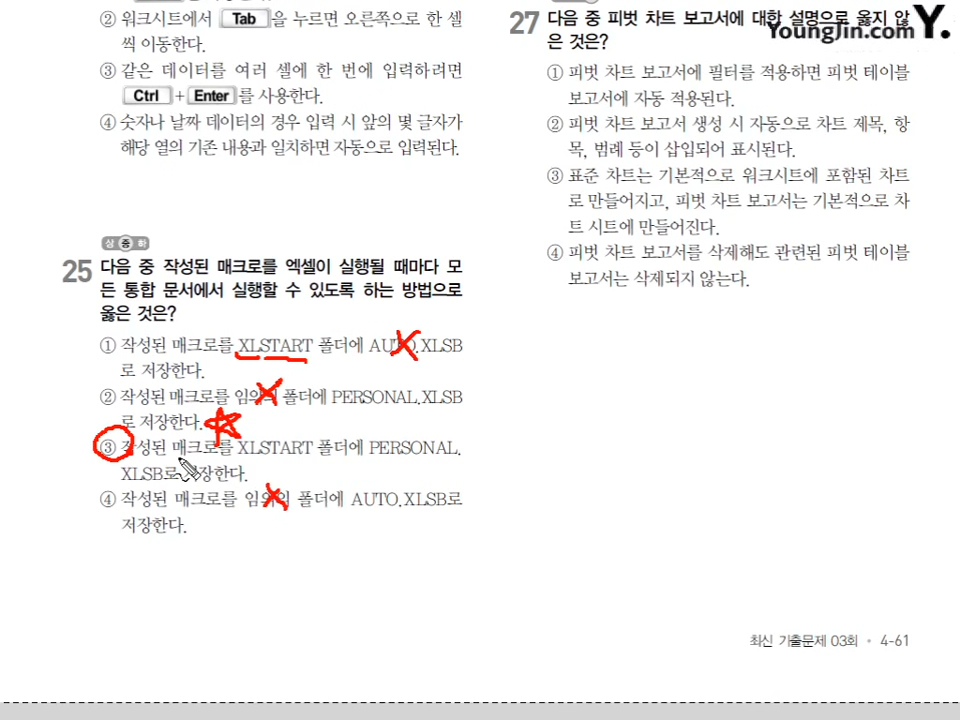 ② 워크시트에서 Tab 을 누르면 오른쪽으로 한 셀
씩 이동한다.
③ 같은 데이터를 여러 셀에 한 번에 입력하려면
Ctrl + Enter 를 사용한다.
④ 숫자나 날짜 데이터의 경우 입력 시 앞의 몇 글자가
해당 열의 기존 내용과 일치하면 자동으로 입력된다.
상 중 하
25 다음 중 작성된 매크로를 엑셀이 실행될 때마다 모
든 통합 문서에서 실행할 수 있도록 하는 방법으로
옳은 것은?
① 작성된 매크로를 XLSTART 폴더에 AUTO.XLSB
로 저장한다.
② 작성된 매크로를 임의의 폴더에 PERSONAL.XLSB
로 저장한다.
③ 작성된 매크로를 XLSTART 폴더에 PERSONAL.
XLSB로 저장한다.
④ 작성된 매크로를 임의의 폴더에 AUTO.XLSB로
저장한다.
27 다음 중 피벗 차트 보고서에 대한 설명으로 옳지 않
은 것은?
① 피벗 차트 보고서에 필터를 적용하면 피벗 테이블
보고서에 자동 적용된다.
② 피벗 차트 보고서 생성 시 자동으로 차트 제목, 항
목, 범례 등이 삽입되어 표시된다.
③ 표준 차트는 기본적으로 워크시트에 포함된 차트
로 만들어지고, 피벗 차트 보고서는 기본적으로 차
트 시트에 만들어진다.
④ 피벗 차트 보고서를 삭제해도 관련된 피벗 테이블
보고서는 삭제되지 않는다.
YoungJin.com Y.
최신 기출문제 03회 • 4-61